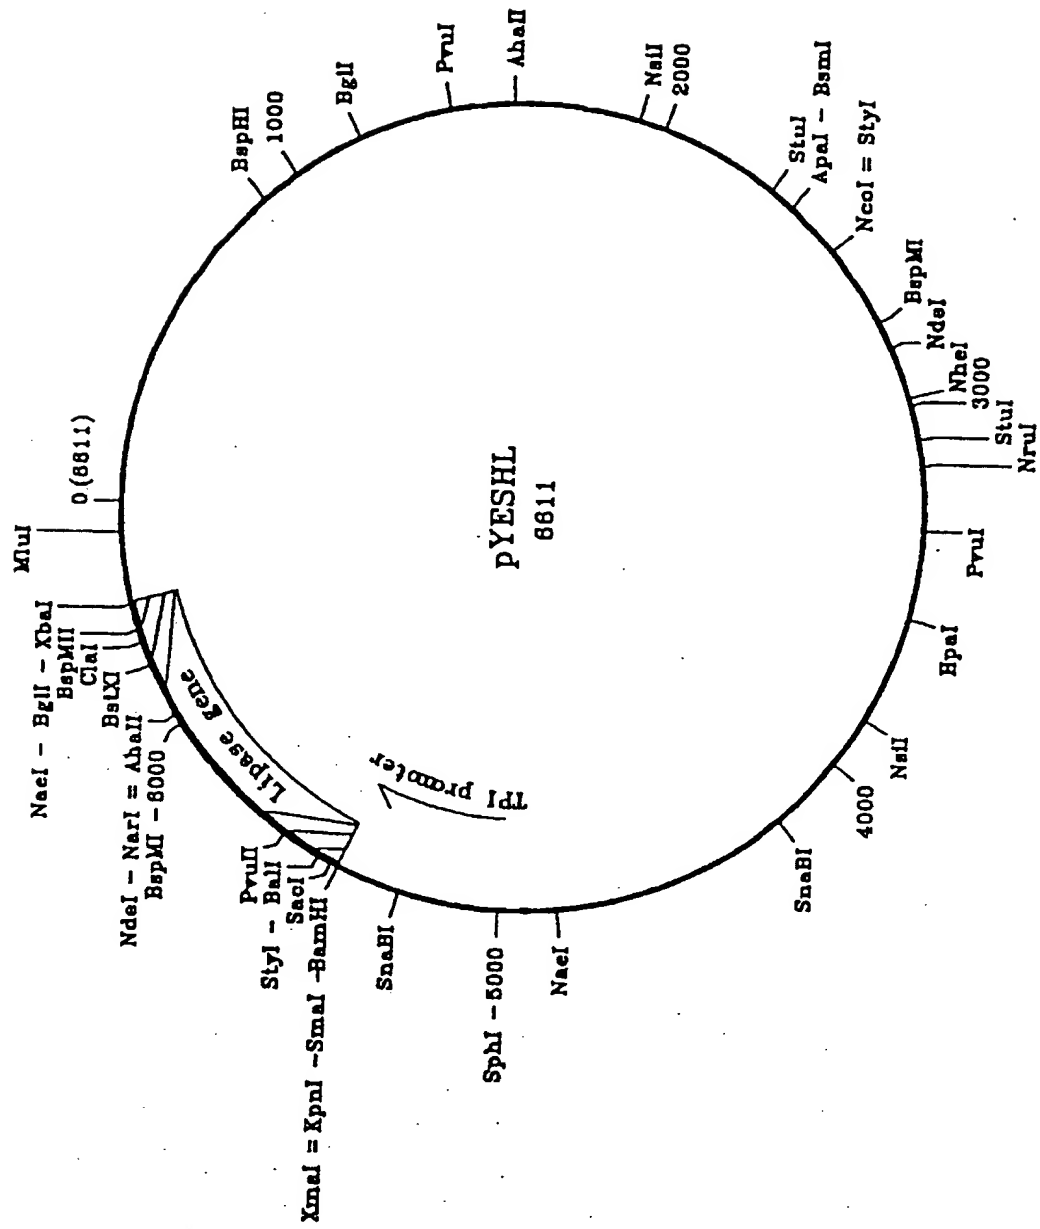 0 (6611)
BspHI
1000
BglI
PvuI
AhaII
NsiI
2000
StuI
ApaI - BsmI
NcoI = StyI
BspMI
NdeI
NheI
3000
StuI
NruI
PvuI
HpaI
NsiI
4000
SnaBI
NaeI
SphI - 5000
SnaBI
XmaI = KpnI - SmaI - BamHI
SacI
StyI - BalI
PvuII
BspMI - 6000
NdeI - NarI = AhaII
BstXI
ClaI
BspMII
NaeI - BglI - XbaI
MluI
Lipase gene
TPI promoter
pYESHL
6611